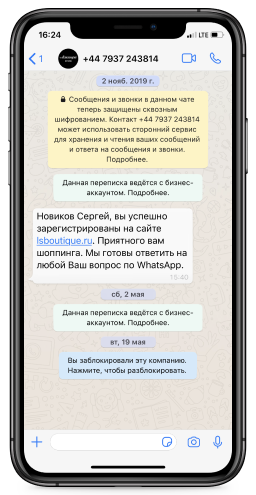 16:24
LTE
1
+44 7937 243814
2 нояб. 2019 г.
Сообщения и звонки в данном чате
теперь защищены сквозным
шифрованием. Контакт +44 7937 243814
может использовать сторонний сервис
для хранения и чтения ваших сообщений
и ответа на сообщения и звонки.
Подробнее.
Данная переписка ведётся с бизнес-
аккаунтом. Подробнее.
Новиков Сергей, вы успешно
зарегистрированы на сайте
lsboutique.ru. Приятного вам
шоппинга. Мы готовы ответить на
любой Ваш вопрос по WhatsApp.
15:40
сб, 2 мая
Данная переписка ведётся с бизнес-
аккаунтом. Подробнее.
вт, 19 мая
Вы заблокировали эту компанию.
Нажмите, чтобы разблокировать.